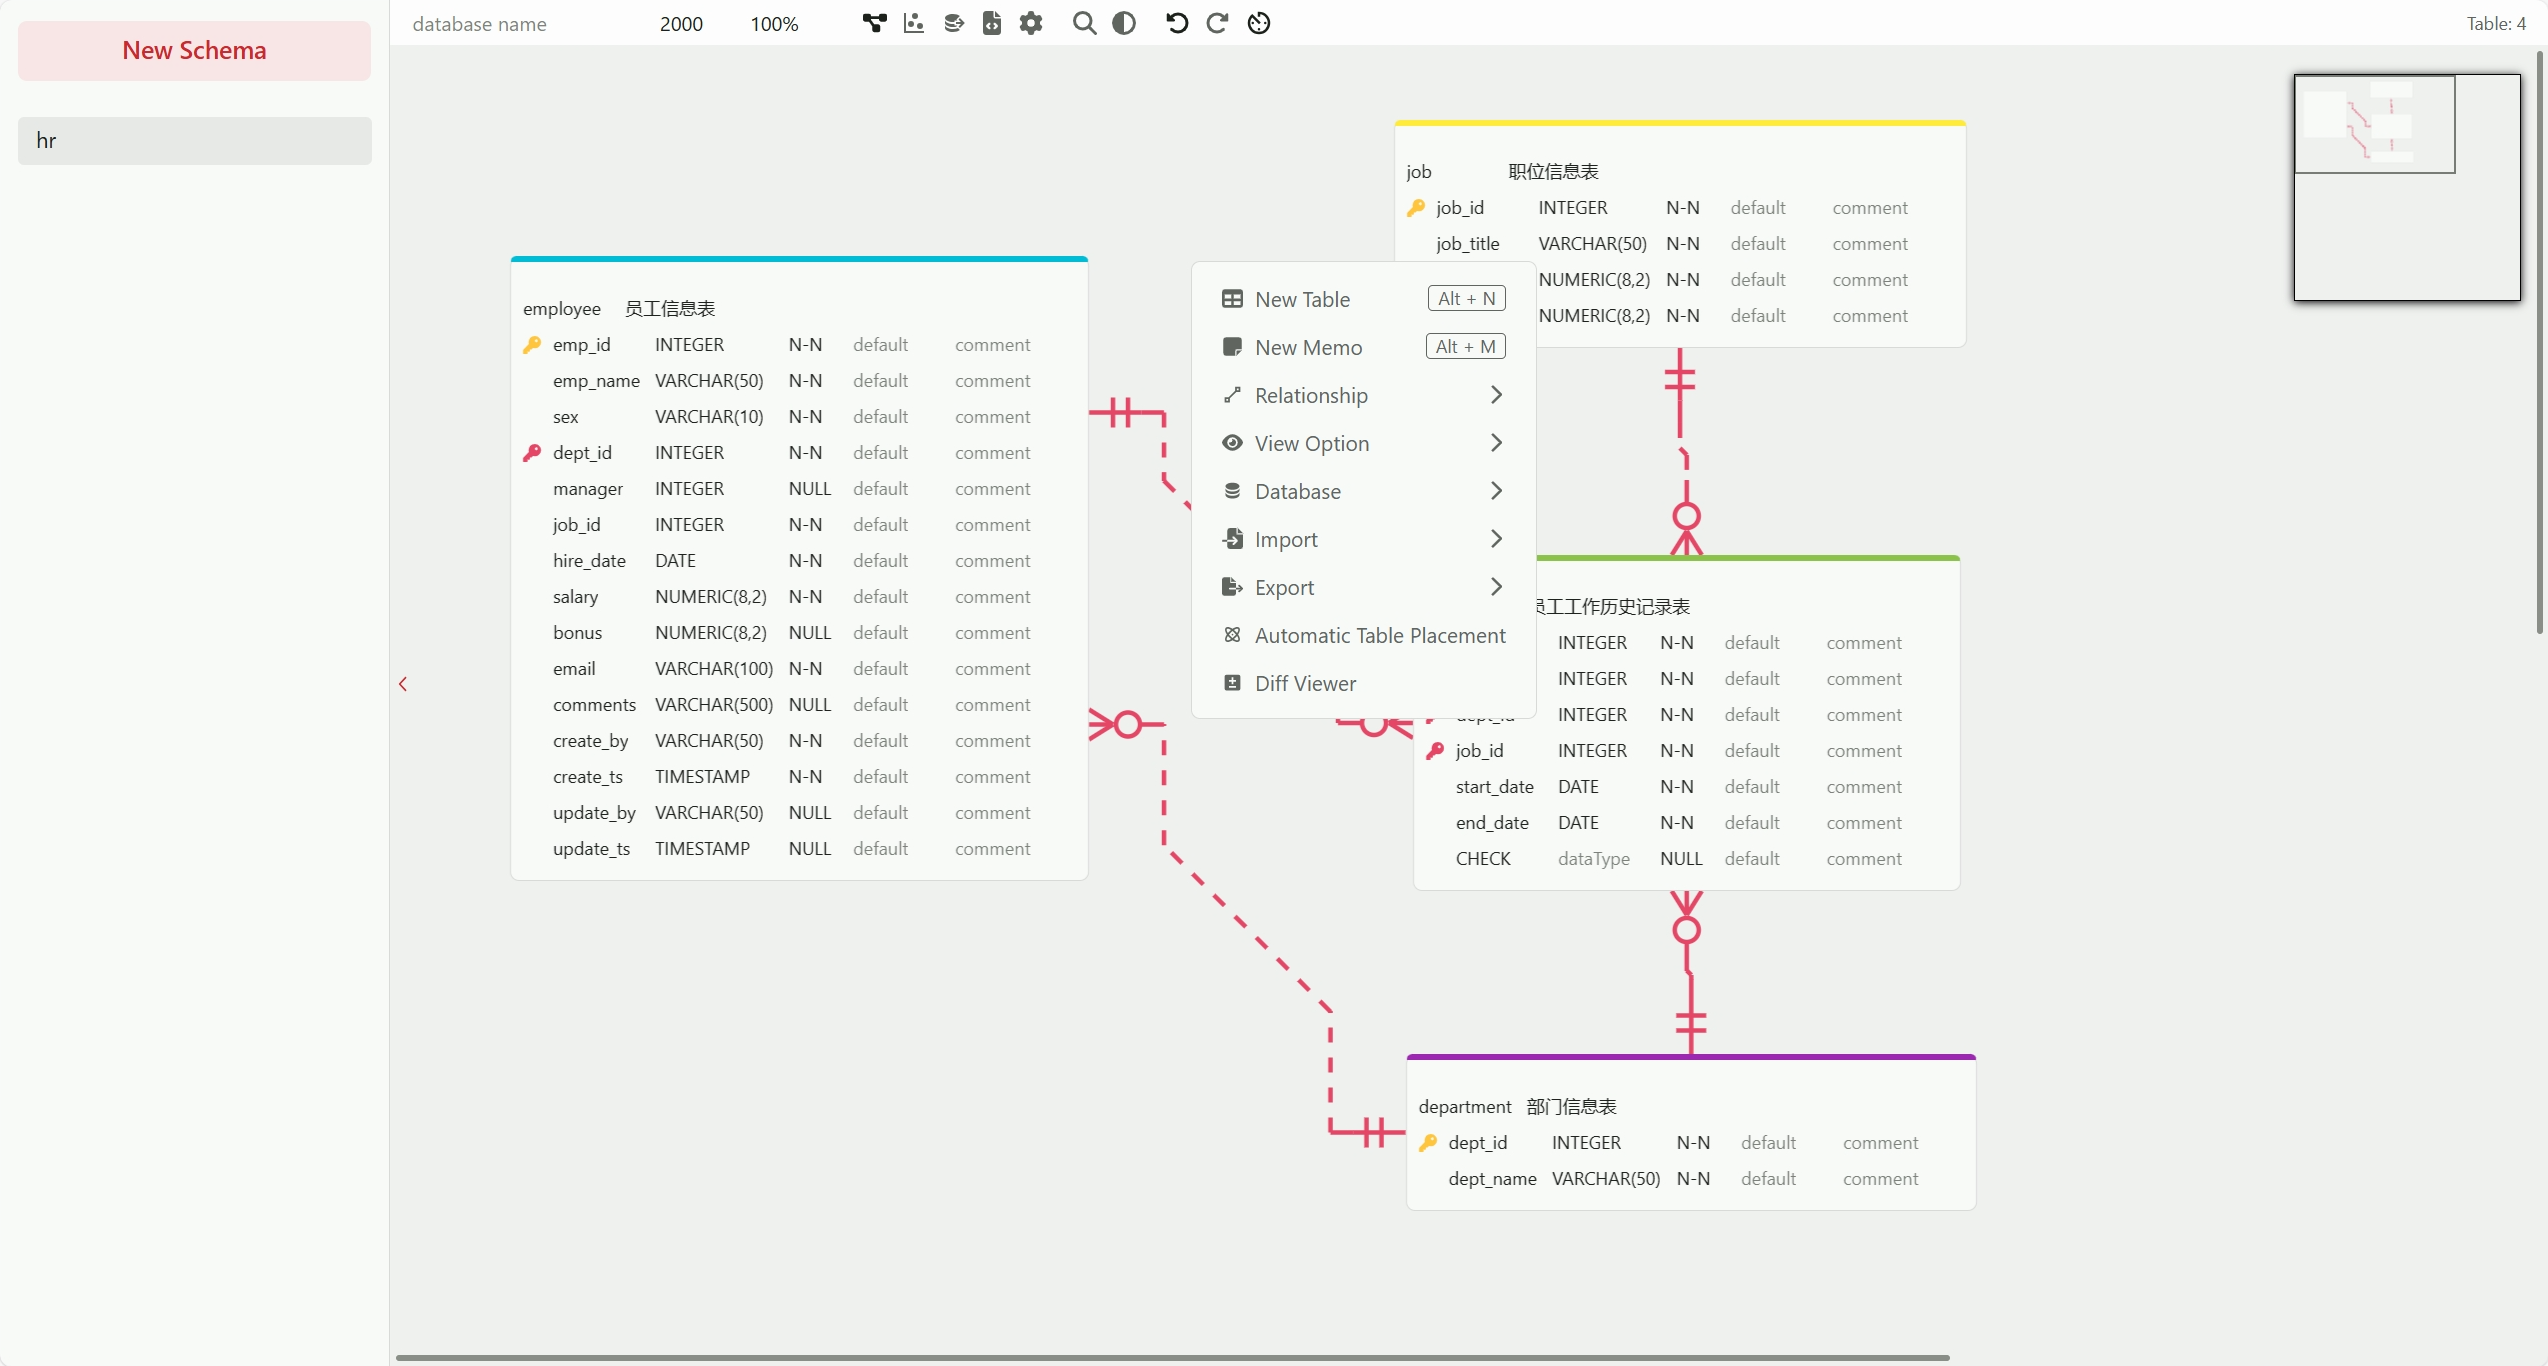 database name 2000 100% Table: 4
New Schema
hr
employee 员工信息表
emp_id INTEGER N-N default comment
emp_name VARCHAR(50) N-N default comment
sex VARCHAR(10) N-N default comment
dept_id INTEGER N-N default comment
manager INTEGER NULL default comment
job_id INTEGER N-N default comment
hire_date DATE N-N default comment
salary NUMERIC(8,2) N-N default comment
bonus NUMERIC(8,2) NULL default comment
email VARCHAR(100) N-N default comment
comments VARCHAR(500) NULL default comment
create_by VARCHAR(50) N-N default comment
create_ts TIMESTAMP N-N default comment
update_by VARCHAR(50) NULL default comment
update_ts TIMESTAMP NULL default comment
job 职位信息表
job_id INTEGER N-N default comment
job_title VARCHAR(50) N-N default comment
NUMERIC(8,2) N-N default comment
NUMERIC(8,2) N-N default comment
New Table Alt + N
New Memo Alt + M
Relationship
View Option
Database
Import
Export
Automatic Table Placement
Diff Viewer
员工工作历史记录表
INTEGER N-N default comment
INTEGER N-N default comment
dept_id INTEGER N-N default comment
job_id INTEGER N-N default comment
start_date DATE N-N default comment
end_date DATE N-N default comment
CHECK dataType NULL default comment
department 部门信息表
dept_id INTEGER N-N default comment
dept_name VARCHAR(50) N-N default comment